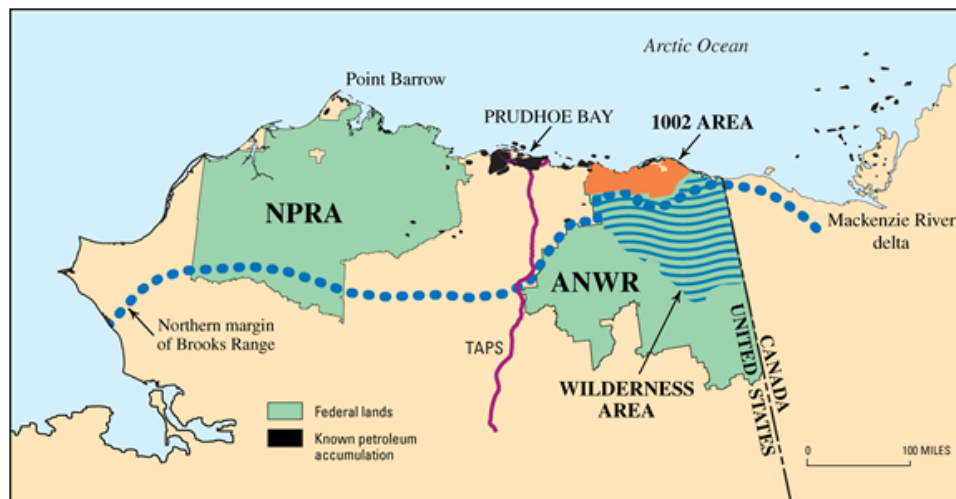 Arctic Ocean
Point Barrow
PRUDHOE BAY
1002 AREA
NPRA
Mackenzie River
delta
ANWR
Northern margin
of Brooks Range
TAPS
WILDERNESS
AREA
CANADA
UNITED STATES
Federal lands
Known petroleum
accumulation
0
100 MILES